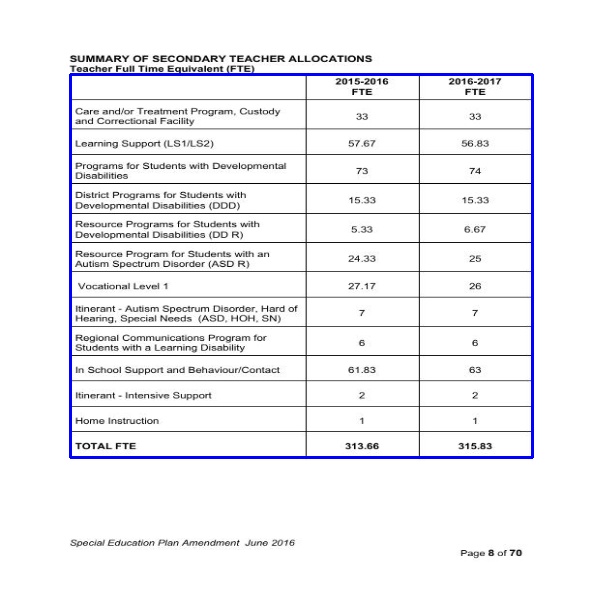 SUMMARY OF SECONDARY TEACHER ALLOCATIONS
Teacher Full Time Equivalent (FTE)
2015-2016 FTE 2016-2017 FTE
Care and/or Treatment Program, Custody
and Correctional Facility 33 33
Learning Support (LS1/LS2) 57.67 56.83
Programs for Students with Developmental
Disabilities 73 74
District Programs for Students with
Developmental Disabilities (DDD) 15.33 15.33
Resource Programs for Students with
Developmental Disabilities (DD R) 5.33 6.67
Resource Program for Students with an
Autism Spectrum Disorder (ASD R) 24.33 25
Vocational Level 1 27.17 26
Itinerant - Autism Spectrum Disorder, Hard of
Hearing, Special Needs (ASD, HOH, SN) 7 7
Regional Communications Program for
Students with a Learning Disability 6 6
In School Support and Behaviour/Contact 61.83 63
Itinerant - Intensive Support 2 2
Home Instruction 1 1
TOTAL FTE 313.66 315.83
Special Education Plan Amendment June 2016
Page 8 of 70